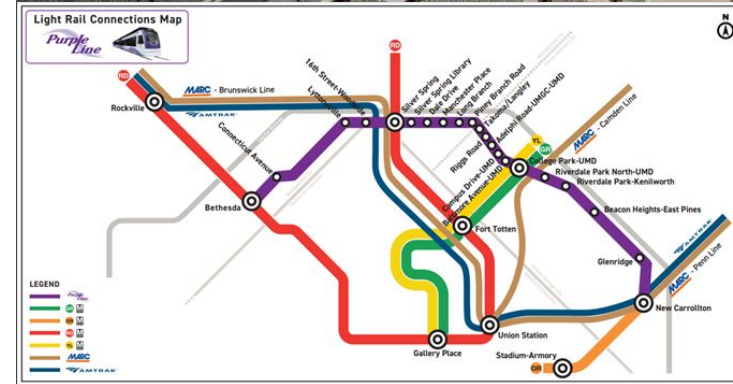 Light Rail Connections Map
Purple
Line
N
RD
RD
MARC - Brunswick Line
AMTRAK
Rockville
16th Street-Woodside
Lyttonsville
Connecticut Avenue
Bethesda
Silver Spring
Silver Spring Library
Dale Drive
Manchester Place
Long Branch
Piney Branch Road
Takoma/Langley
Riggs Road
Adelphi Road-UMGC-UMD
Campus Drive-UMD
Baltimore Avenue-UMD
YL
GR
MARC - Camden Line
College Park-UMD
Riverdale Park North-UMD
Riverdale Park-Kenilworth
Beacon Heights-East Pines
Fort Totten
Glenridge
AMTRAK
MARC - Penn Line
New Carrollton
Union Station
Gallery Place
Stadium-Armory
OR
LEGEND
Purple Line
GR M
OR M
RD M
YL M
MARC
AMTRAK